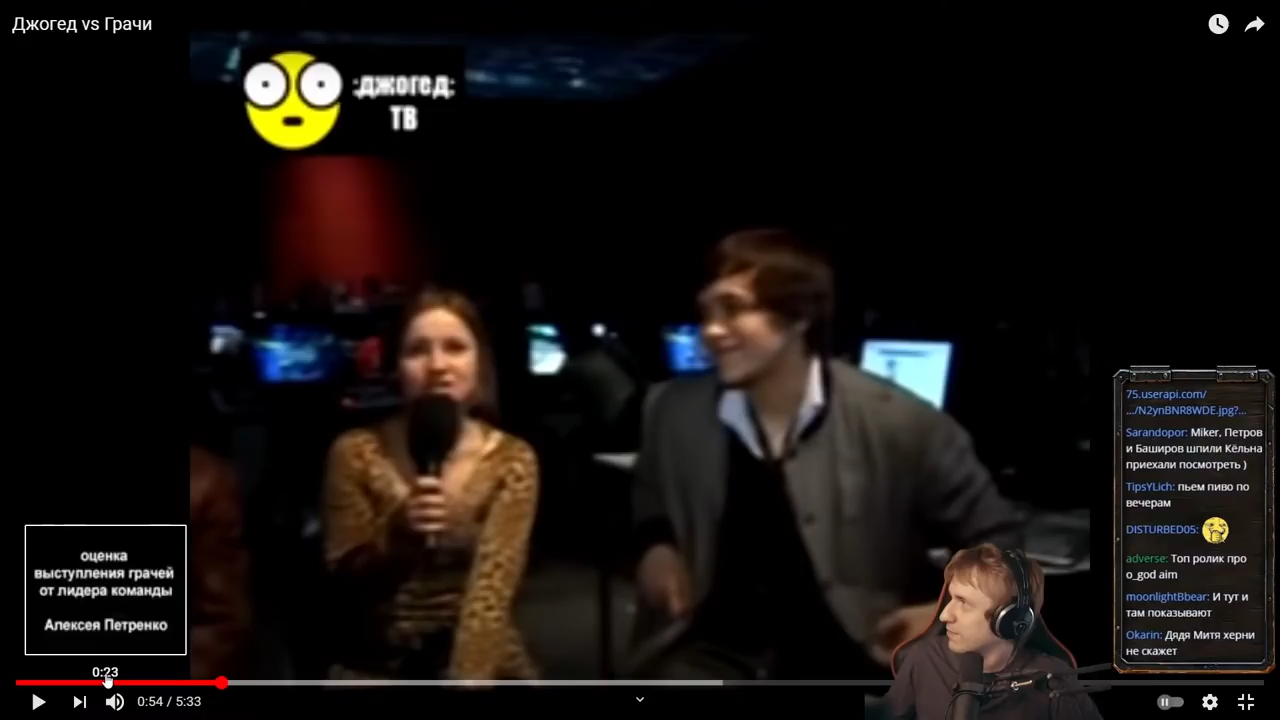 Джогед vs Грачи
:джогед:
ТВ
75.userapi.com/
.../N2ynBNR8WDE.jpg?...
Sarandopor: Miker, Петров
и Баширов шпили Кёльна
приехали посмотреть )
TipsYLich: пьем пиво по
вечерам
DISTURBED05:
adverse: Топ ролик про
o_god aim
moonlightBbear: И тут и
там показывают
Okarin: Дядя Митя херни
не скажет
оценка
выступления грачей
от лидера команды
Алексея Петренко
0:23
0:54 / 5:33